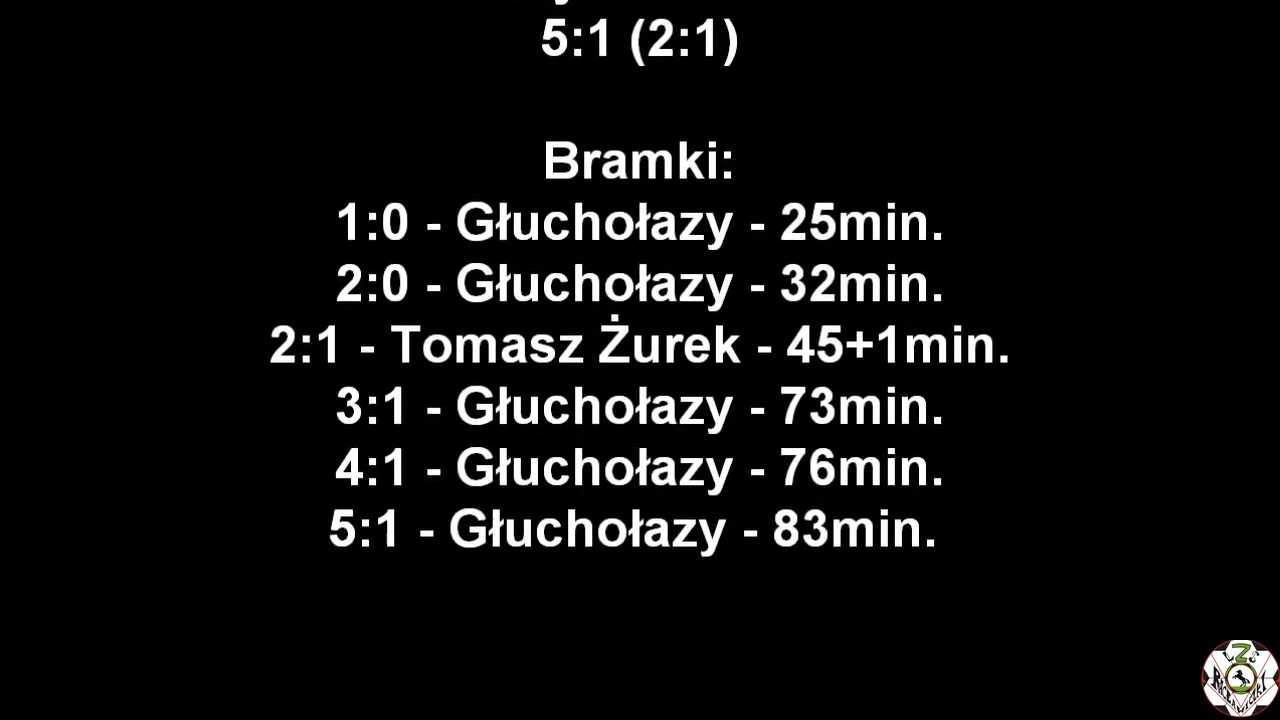 5:1 (2:1)
Bramki:
1:0 - Głuchołazy - 25min.
2:0 - Głuchołazy - 32min.
2:1 - Tomasz Żurek - 45+1min.
3:1 - Głuchołazy - 73min.
4:1 - Głuchołazy - 76min.
5:1 - Głuchołazy - 83min.
LZS